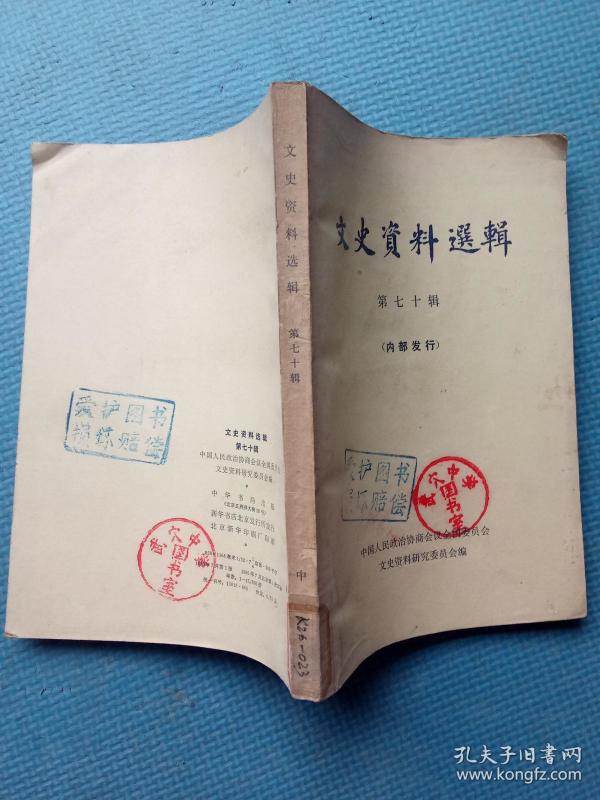 文史資料選輯
第七十辑
(内部发行)
爱护图书
损坏赔偿
图书室
中国人民政治协商会议全国委员会
文史资料研究委员会编
文史资料选辑 第七十辑
中
K26-023
爱护图书
损坏赔偿
文史资料选辑
第七十辑
中国人民政治协商会议全国委员会
文史资料研究委员会编
中华书局出版
新华书店北京发行所发行
北京新华印刷厂印刷
图书室
孔夫子旧书网
www.kongfz.com